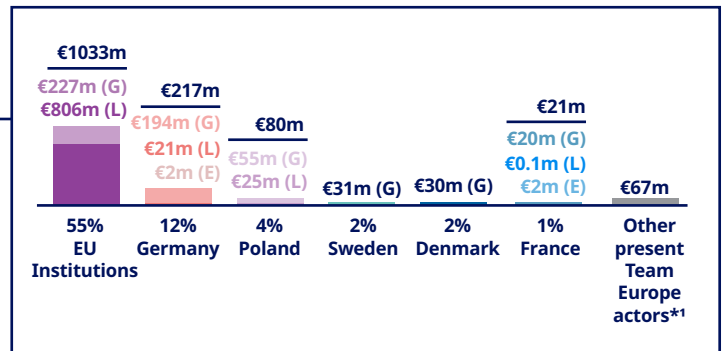 €1033m
€227m (G)
€806m (L)
€217m
€194m (G)
€21m (L)
€2m (E)
€80m
€55m (G)
€25m (L)
€31m (G)
€30m (G)
€21m
€20m (G)
€0.1m (L)
€2m (E)
€67m
55%
EU
Institutions
12%
Germany
4%
Poland
2%
Sweden
2%
Denmark
1%
France
Other
present
Team
Europe
actors*¹